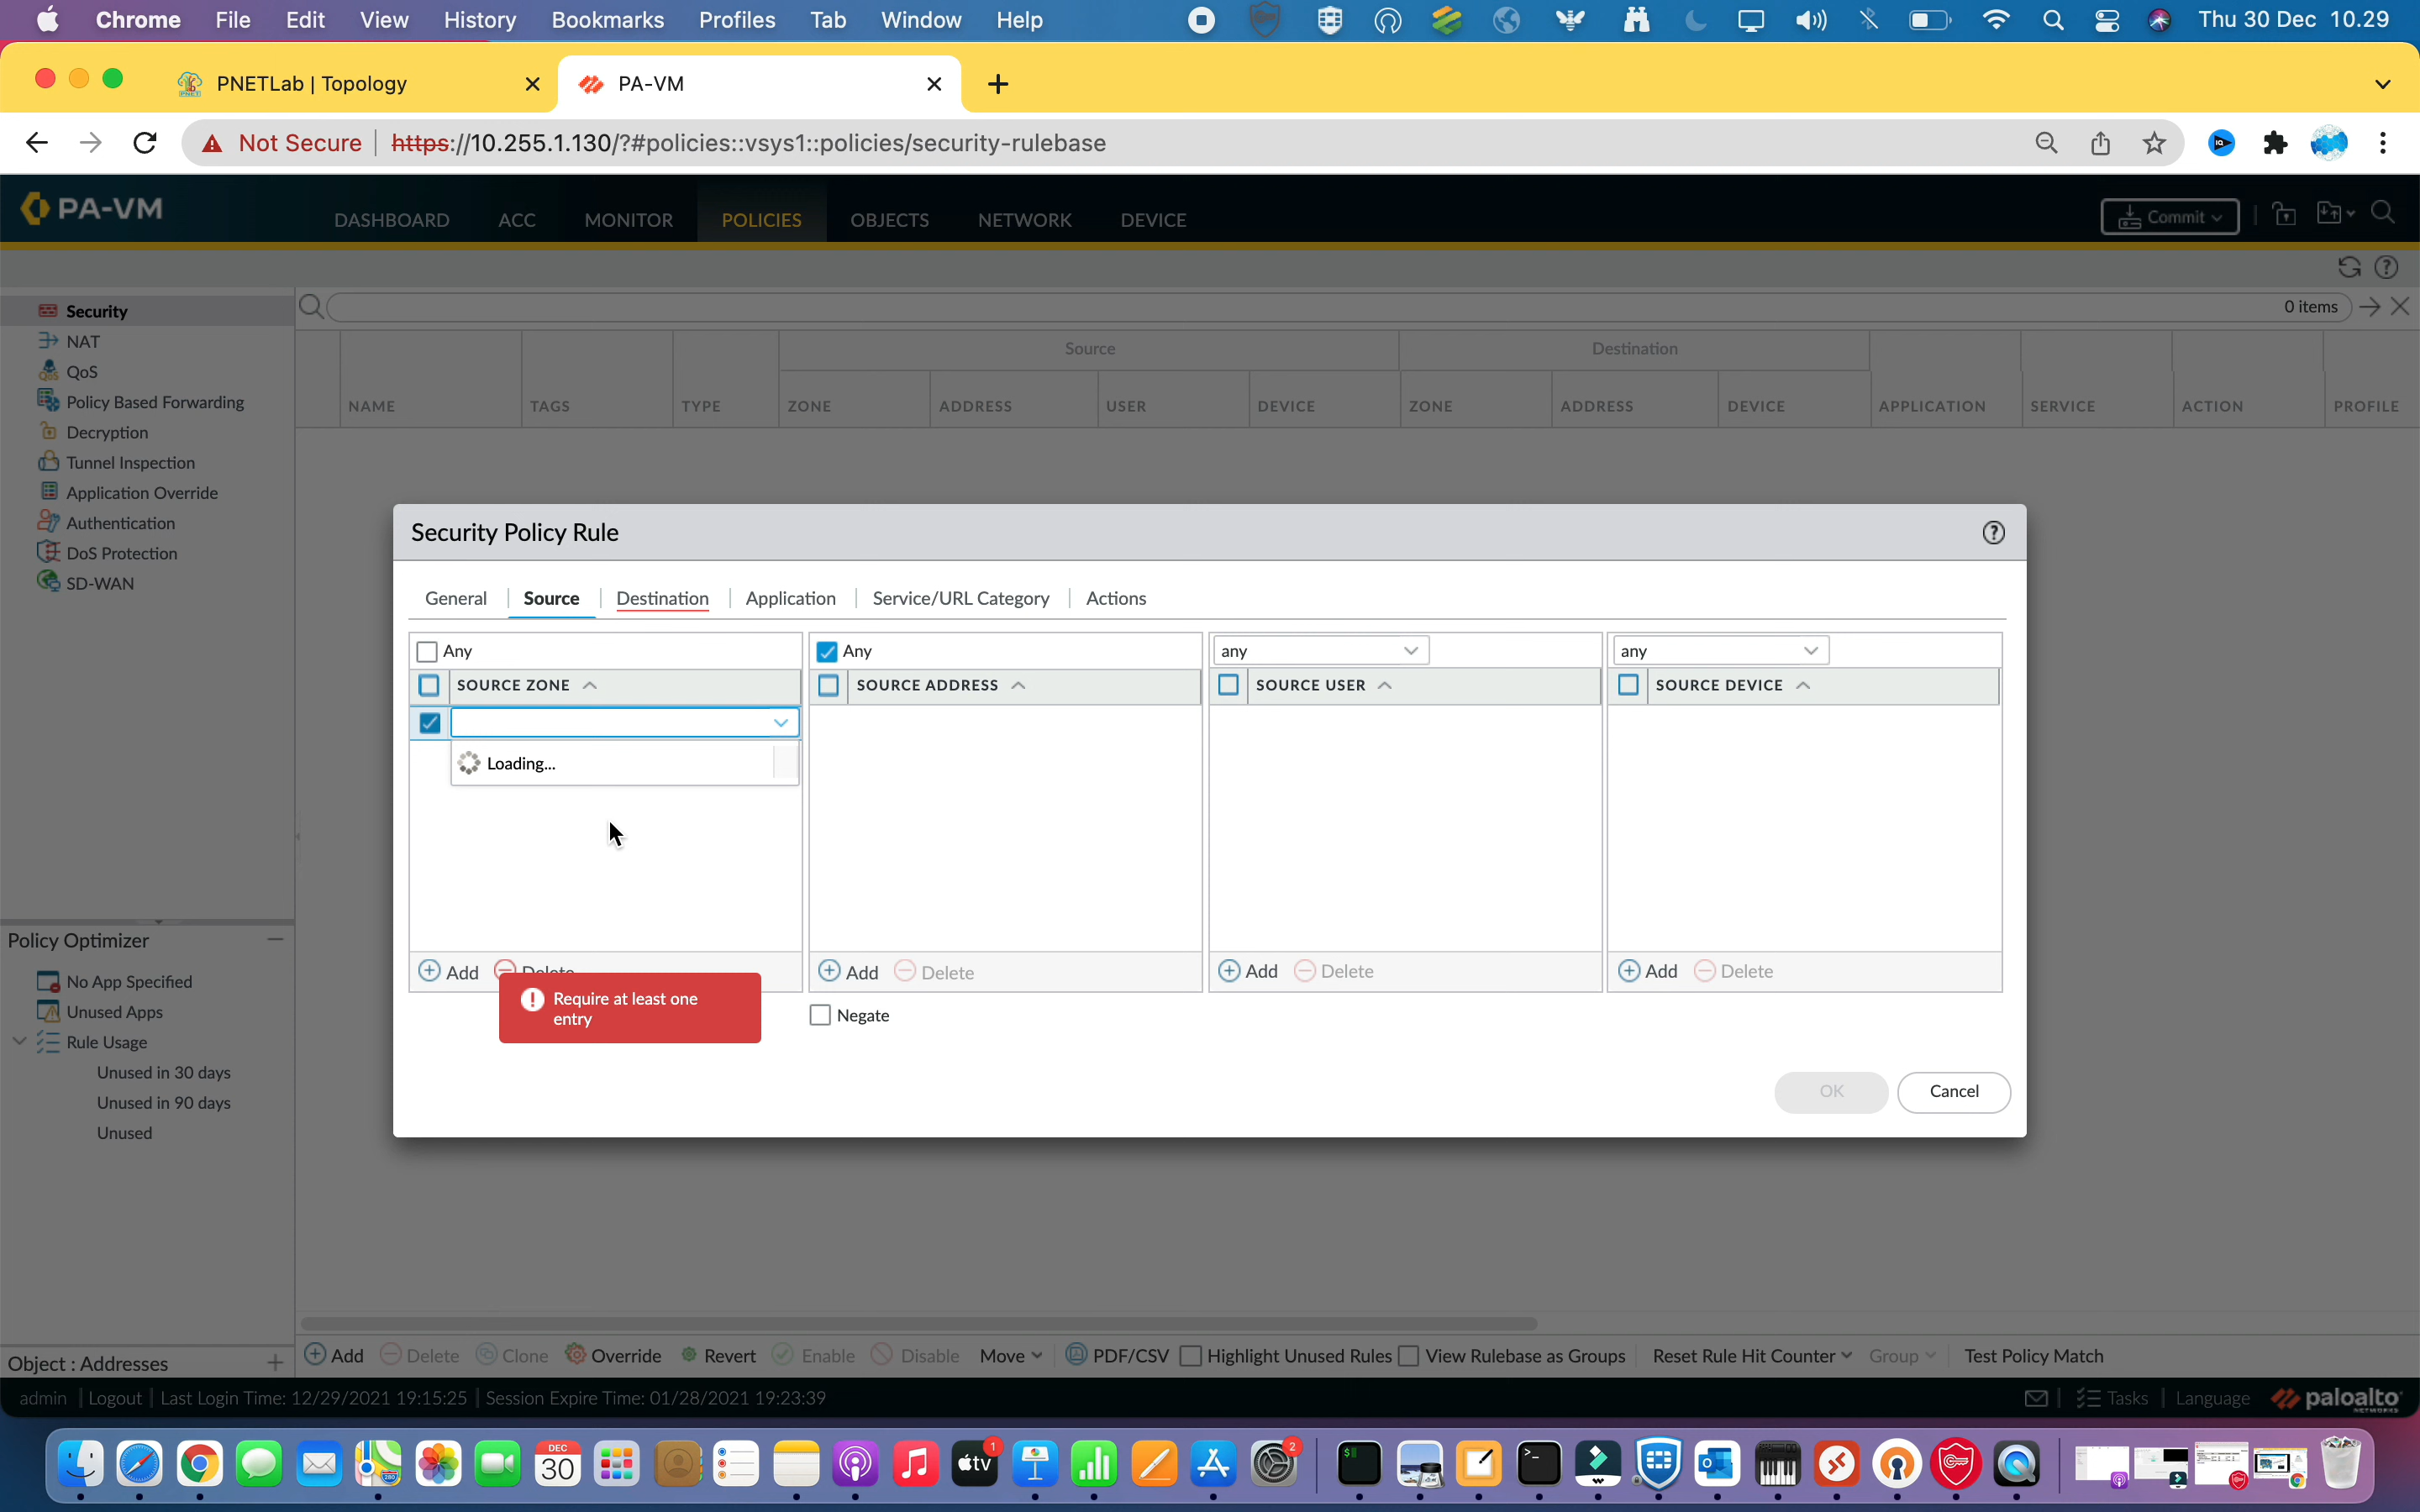 Chrome File Edit View History Bookmarks Profiles Tab Window Help Thu 30 Dec 10.29
PNETLab | Topology PA-VM
Not Secure https://10.255.1.130/?#policies::vsys1::policies/security-rulebase
PA-VM DASHBOARD ACC MONITOR POLICIES OBJECTS NETWORK DEVICE Commit
Security
NAT
QoS
Policy Based Forwarding
Decryption
Tunnel Inspection
Application Override
Authentication
DoS Protection
SD-WAN
0 items
Source Destination
NAME TAGS TYPE ZONE ADDRESS USER DEVICE ZONE ADDRESS DEVICE APPLICATION SERVICE ACTION PROFILE
Security Policy Rule
General Source Destination Application Service/URL Category Actions
Any Any any any
SOURCE ZONE SOURCE ADDRESS SOURCE USER SOURCE DEVICE
Loading...
Add Delete Add Delete Add Delete Add Delete
Require at least one
entry
Negate
OK Cancel
Policy Optimizer
No App Specified
Unused Apps
Rule Usage
Unused in 30 days
Unused in 90 days
Unused
Object : Addresses
Add Delete Clone Override Revert Enable Disable Move PDF/CSV Highlight Unused Rules View Rulebase as Groups Reset Rule Hit Counter Group Test Policy Match
admin | Logout | Last Login Time: 12/29/2021 19:15:25 | Session Expire Time: 01/28/2021 19:23:39 Tasks | Language paloalto
NETWORKS
DEC
30
tv
1
2
280